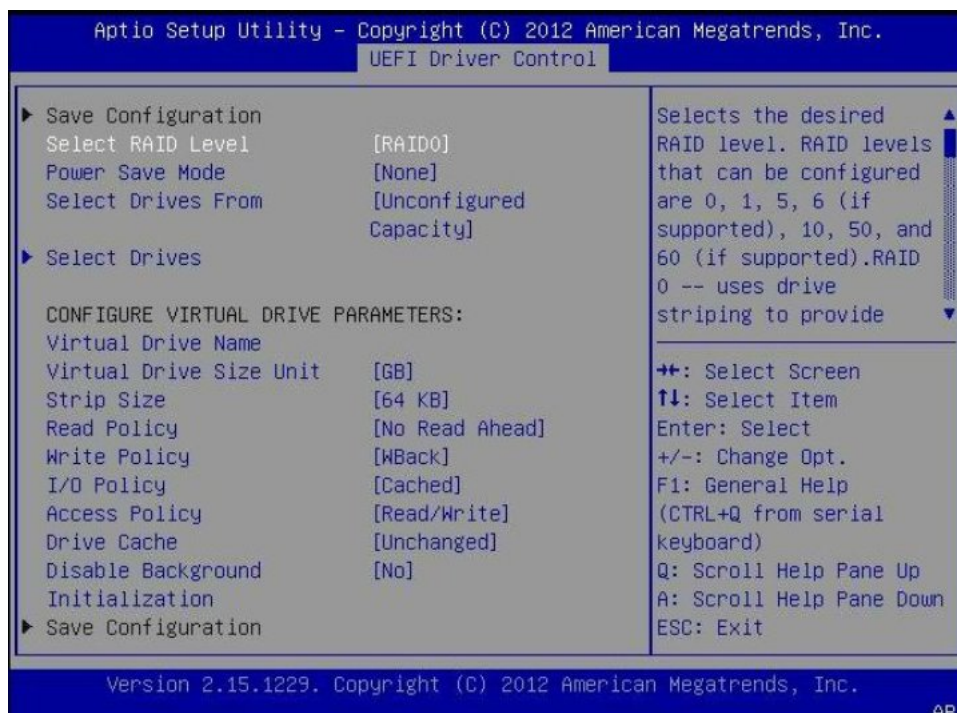 Aptio Setup Utility – Copyright (C) 2012 American Megatrends, Inc.
UEFI Driver Control
▶ Save Configuration
Select RAID Level [RAID0]
Power Save Mode [None]
Select Drives From [Unconfigured
Capacity]
▶ Select Drives
CONFIGURE VIRTUAL DRIVE PARAMETERS:
Virtual Drive Name
Virtual Drive Size Unit [GB]
Strip Size [64 KB]
Read Policy [No Read Ahead]
Write Policy [WBack]
I/O Policy [Cached]
Access Policy [Read/Write]
Drive Cache [Unchanged]
Disable Background [No]
Initialization
▶ Save Configuration
Selects the desired
RAID level. RAID levels
that can be configured
are 0, 1, 5, 6 (if
supported), 10, 50, and
60 (if supported).RAID
0 -- uses drive
striping to provide
→←: Select Screen
↑↓: Select Item
Enter: Select
+/-: Change Opt.
F1: General Help
(CTRL+Q from serial
keyboard)
Q: Scroll Help Pane Up
A: Scroll Help Pane Down
ESC: Exit
Version 2.15.1229. Copyright (C) 2012 American Megatrends, Inc.